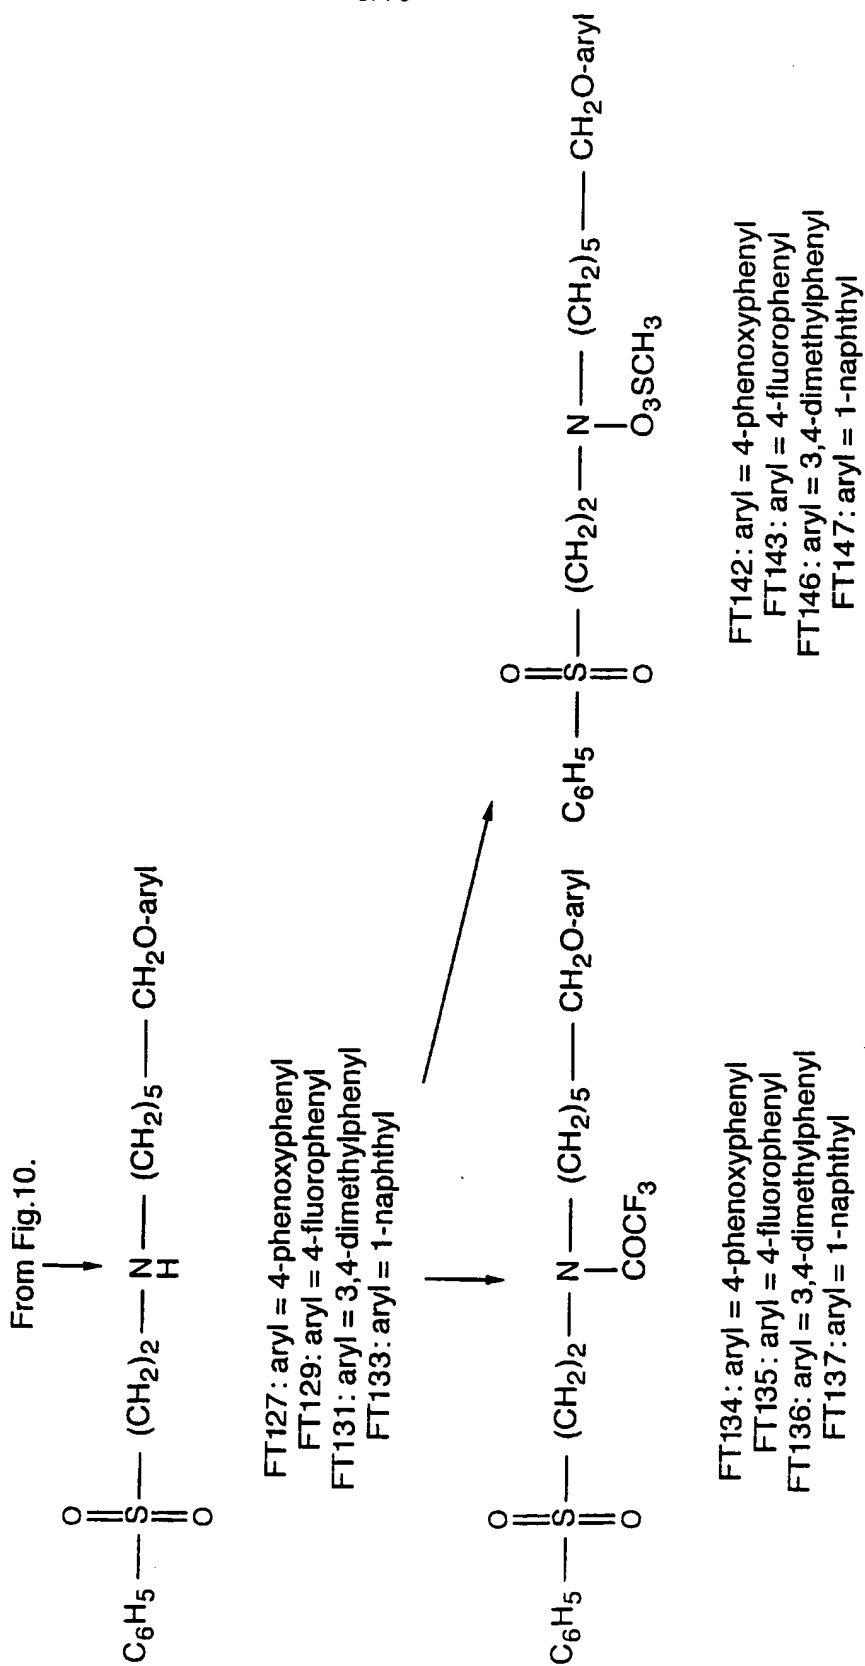 From Fig.10.
C6H5—S—(CH2)2—N—(CH2)5—CH2O-aryl
O
O
H
FT127: aryl = 4-phenoxyphenyl
FT129: aryl = 4-fluorophenyl
FT131: aryl = 3,4-dimethylphenyl
FT133: aryl = 1-naphthyl
C6H5—S—(CH2)2—N—(CH2)5—CH2O-aryl
O
O
COCF3
FT134: aryl = 4-phenoxyphenyl
FT135: aryl = 4-fluorophenyl
FT136: aryl = 3,4-dimethylphenyl
FT137: aryl = 1-naphthyl
C6H5—S—(CH2)2—N—(CH2)5—CH2O-aryl
O
O
O3SCH3
FT142: aryl = 4-phenoxyphenyl
FT143: aryl = 4-fluorophenyl
FT146: aryl = 3,4-dimethylphenyl
FT147: aryl = 1-naphthyl